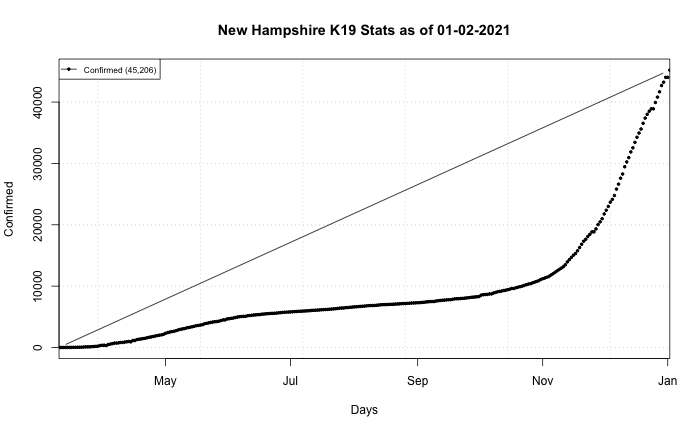 New Hampshire K19 Stats as of 01-02-2021
Confirmed (45,206)
Confirmed
40000
30000
20000
10000
0
May Jul Sep Nov Jan
Days